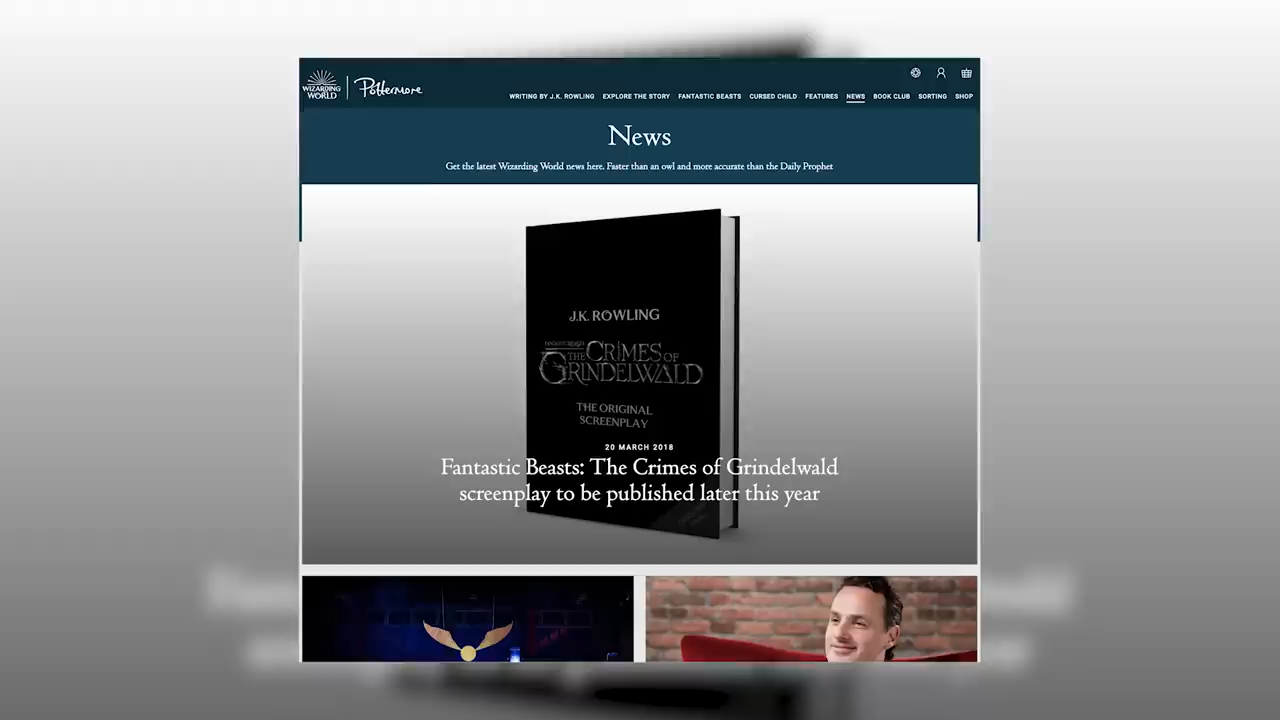 WIZARDING
WORLD
Pottermore
WRITING BY J.K. ROWLING EXPLORE THE STORY FANTASTIC BEASTS CURSED CHILD FEATURES NEWS BOOK CLUB SORTING SHOP
News
Get the latest Wizarding World news here. Faster than an owl and more accurate than the Daily Prophet
J.K. ROWLING
THE CRIMES OF
GRINDELWALD
THE ORIGINAL
SCREENPLAY
20 MARCH 2018
Fantastic Beasts: The Crimes of Grindelwald
screenplay to be published later this year